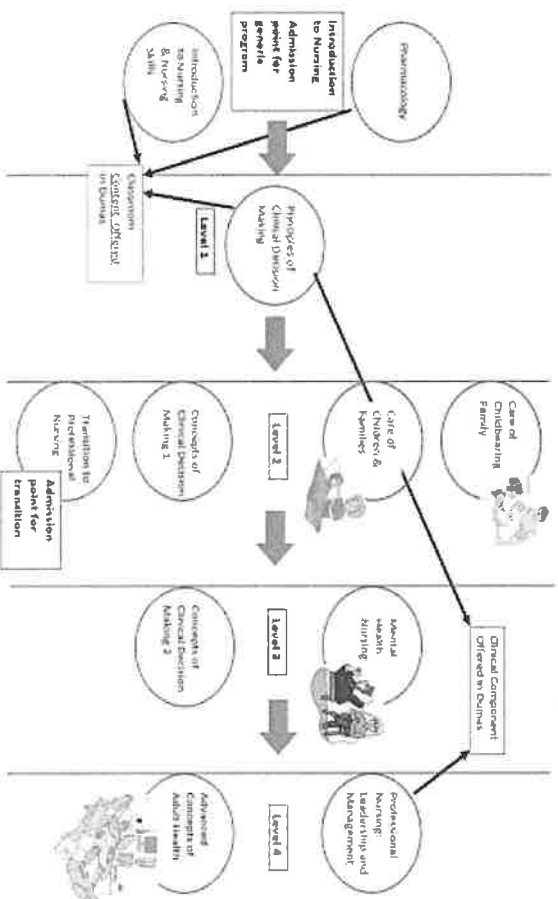 Pharmacology
Introduction
to Nursing
Admission
point for
generic
program
Introduction
to Nursing
& Nursing
Skills
Classroom
Content Offered
in Dumas
Principles of
Clinical Decision
Making
Level 1
Care of
Childbearing
Family
Care of
Children &
Families
Level 2
Concepts of
Clinical Decision
Making 1
Transition to
Professional
Nursing
Admission
point for
transition
Clinical Component
Offered in Dumas
Mental
Health
Nursing
Level 3
Concepts of
Clinical Decision
Making 2
Professional
Nursing:
Leadership and
Management
Level 4
Advanced
Concepts of
Adult Health